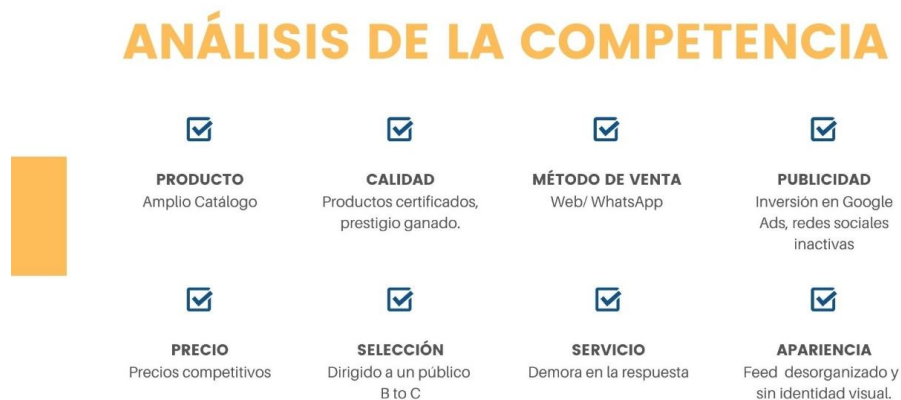 ANÁLISIS DE LA COMPETENCIA
PRODUCTO
Amplio Catálogo
CALIDAD
Productos certificados,
prestigio ganado.
MÉTODO DE VENTA
Web/ WhatsApp
PUBLICIDAD
Inversión en Google
Ads, redes sociales
inactivas
PRECIO
Precios competitivos
SELECCIÓN
Dirigido a un público
B to C
SERVICIO
Demora en la respuesta
APARIENCIA
Feed desorganizado y
sin identidad visual.